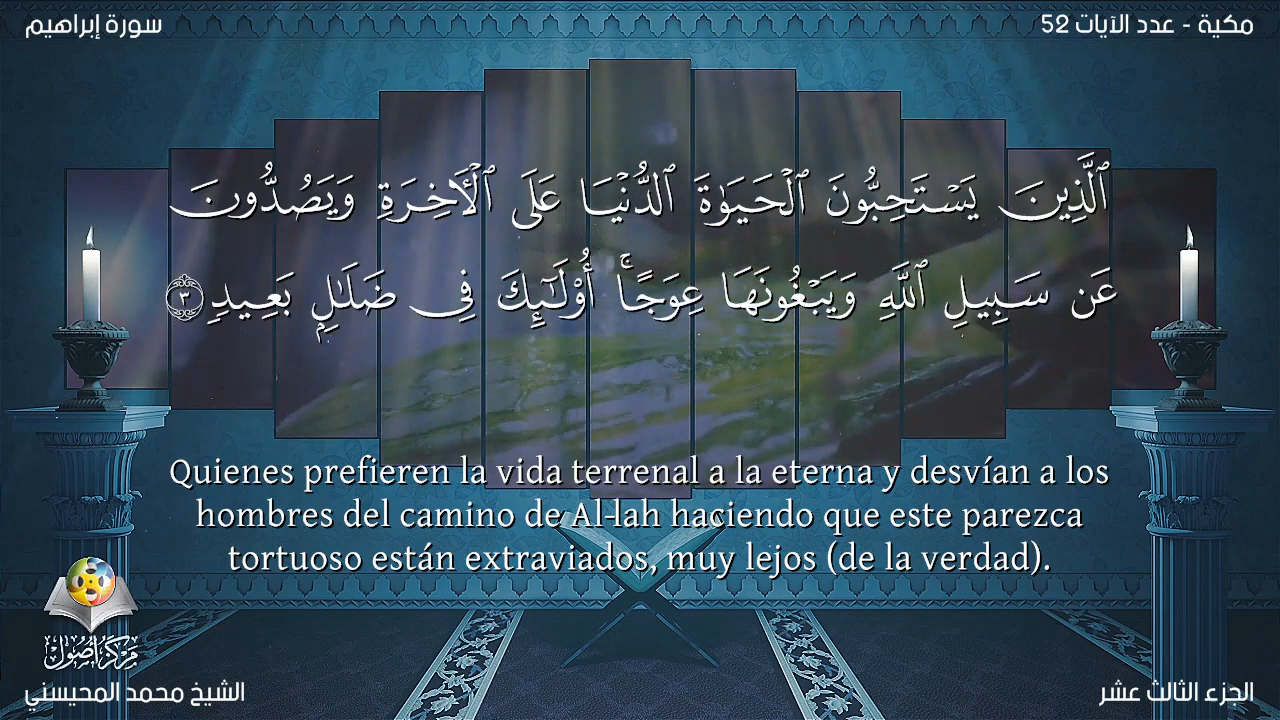 سورة إبراهيم
مكية - عدد الآيات 52
ٱلَّذِينَ يَسْتَحِبُّونَ ٱلْحَيَوٰةَ ٱلدُّنْيَا عَلَى ٱلْأَخِرَةِ وَيَصُدُّونَ
عَن سَبِيلِ ٱللَّهِ وَيَبْغُونَهَا عِوَجًا ۚ أُوْلَـٰٓئِكَ فِى ضَلَـٰلٍۭ بَعِيدٍ ٣
Quienes prefieren la vida terrenal a la eterna y desvían a los
hombres del camino de Al-lah haciendo que este parezca
tortuoso están extraviados, muy lejos (de la verdad).
مركز أصول
الشيخ محمد المحيسني
الجزء الثالث عشر